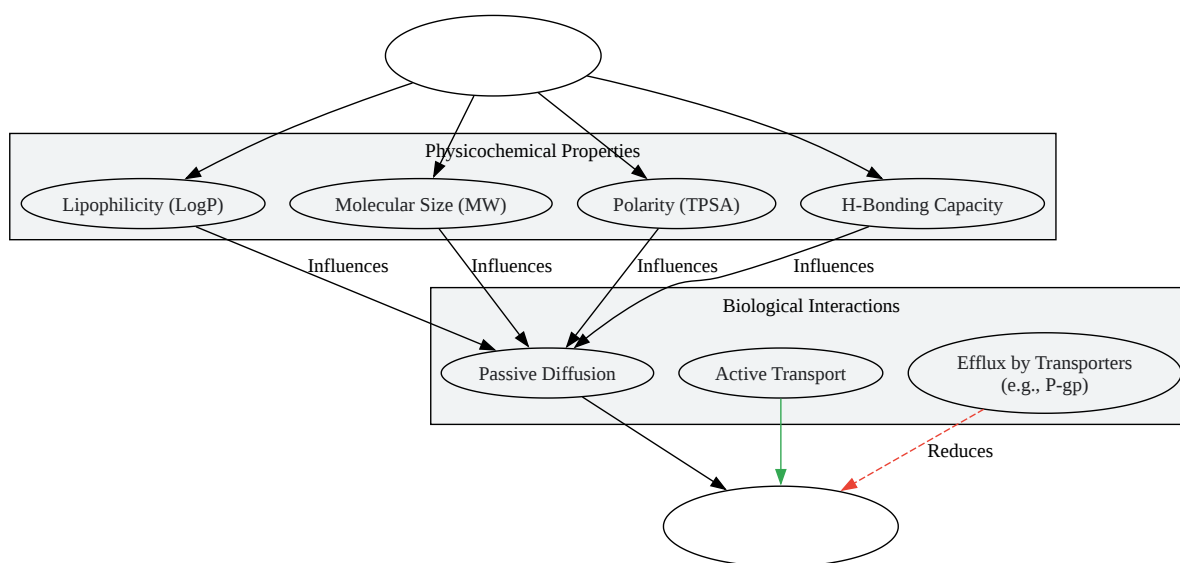 Physicochemical Properties
Lipophilicity (LogP)
Molecular Size (MW)
Polarity (TPSA)
H-Bonding Capacity
Influences
Influences
Influences
Influences
Biological Interactions
Passive Diffusion
Active Transport
Efflux by Transporters
(e.g., P-gp)
Reduces